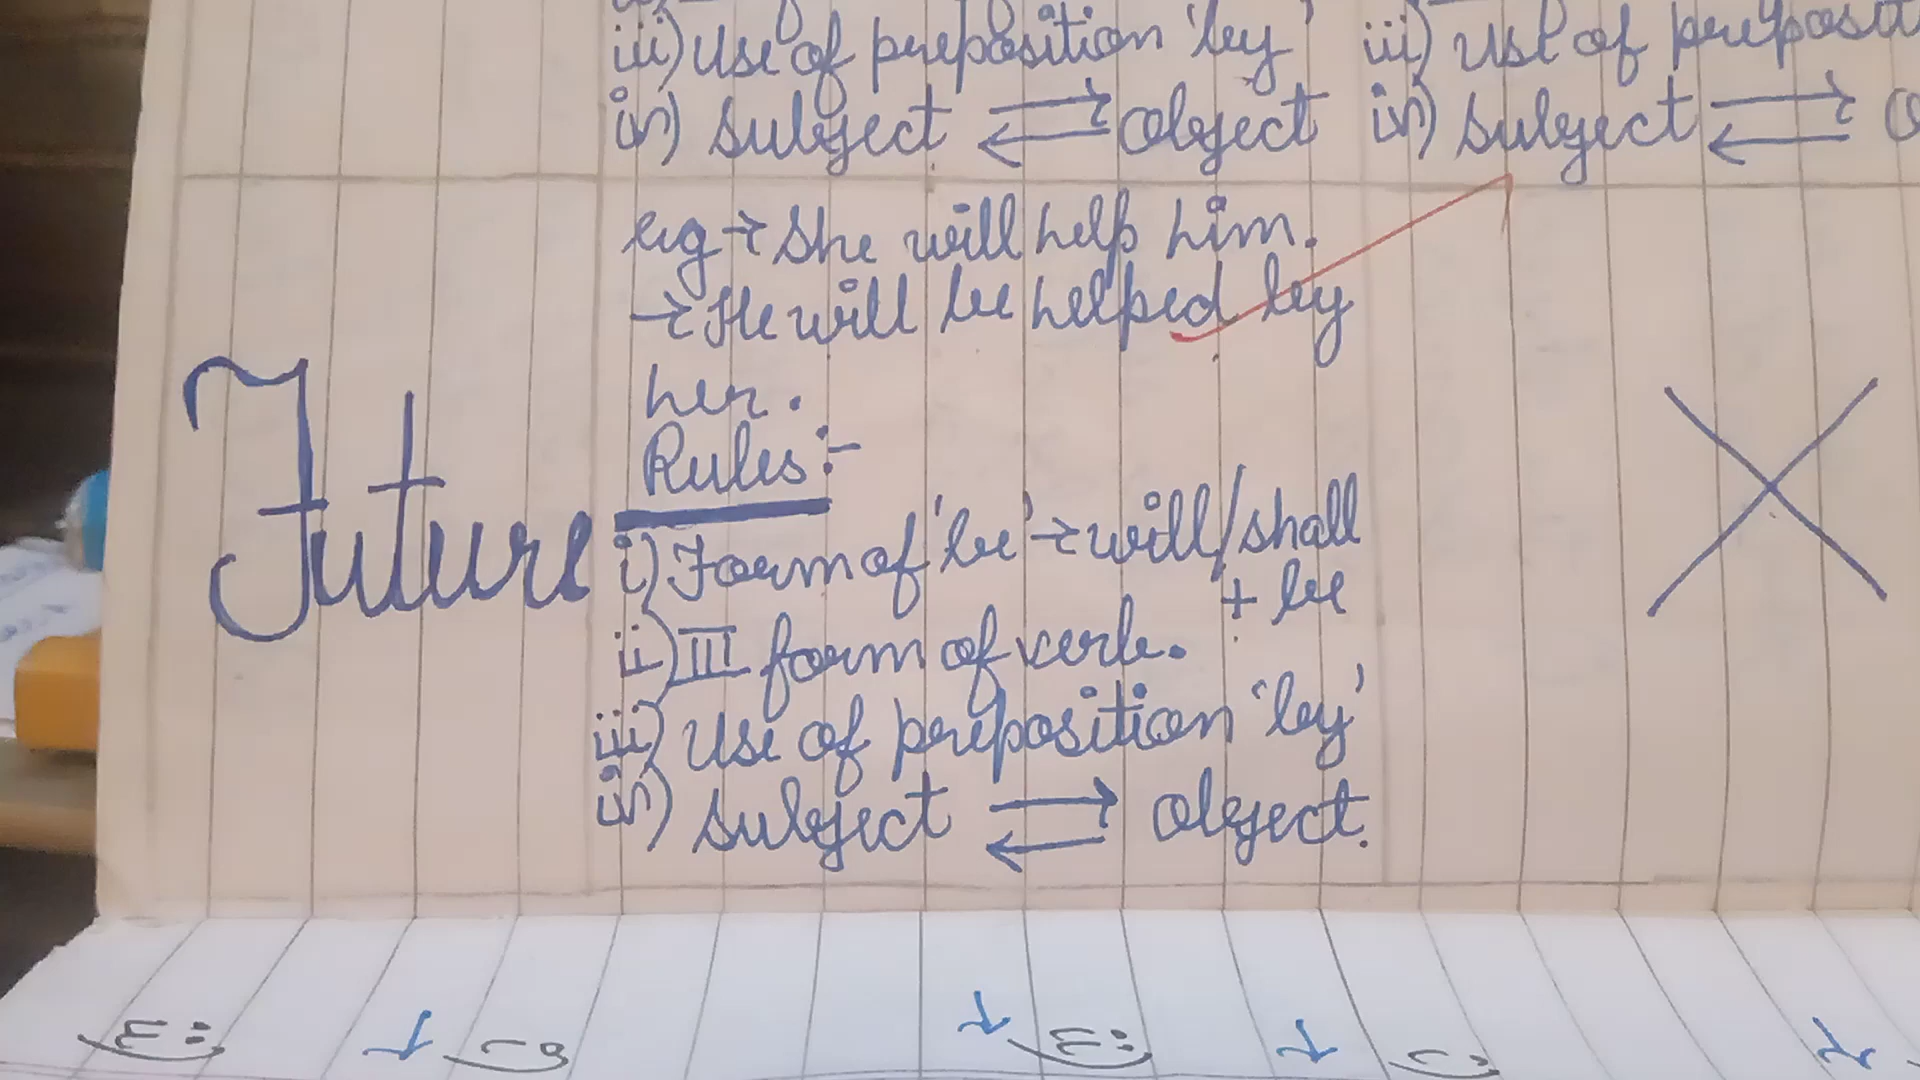 iii) Use of preposition 'by'
iv) subject ⇄ object
iii) Use of
iv) subject ⇄
Future
eg → She will help him.
→ He will be helped by
her.
Rules:-
i) Form of 'be' → will/shall
+ be
ii) III form of verb.
iii) Use of preposition 'by'
iv) subject ⇄ object.